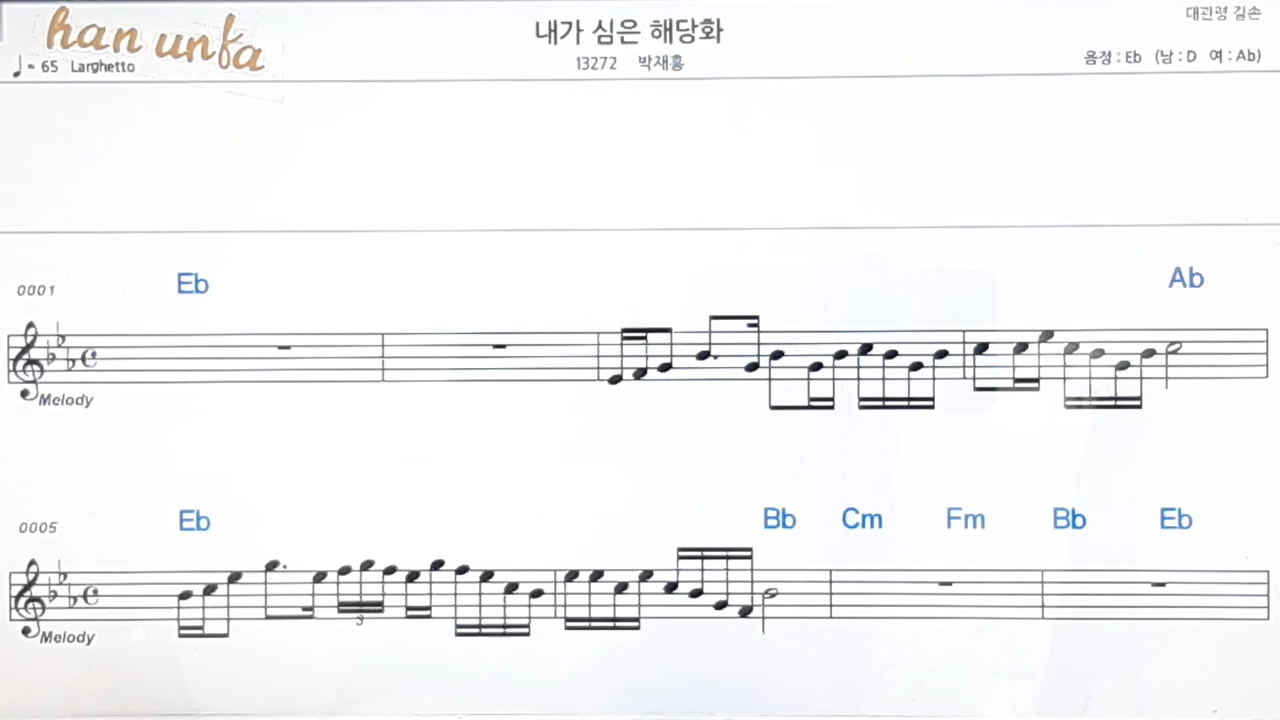 han unfa
대관령 길손
내가 심은 해당화
♩= 65 Larghetto
13272 박재홍
음정 : Eb (남 : D 여 : Ab)
0001 Eb Ab
Melody
0005 Eb Bb Cm Fm Bb Eb
3
Melody